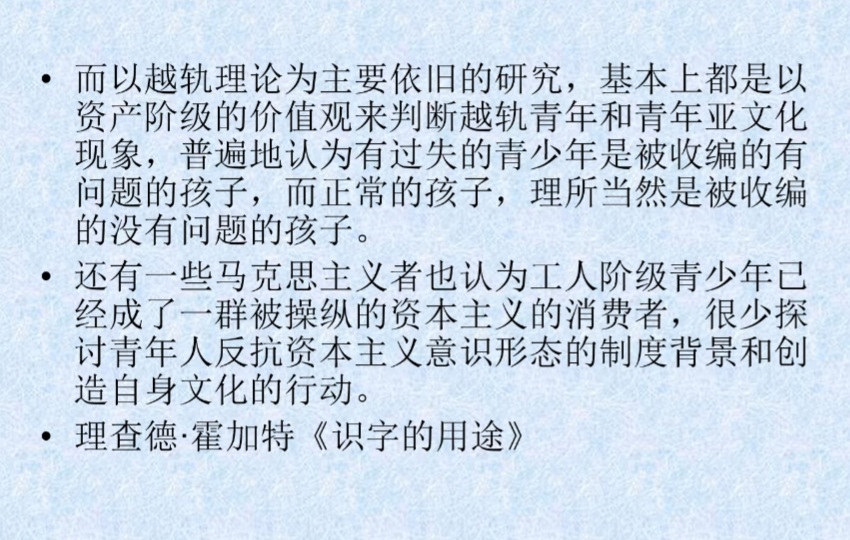 • 而以越轨理论为主要依旧的研究，基本上都是以
资产阶级的价值观来判断越轨青年和青年亚文化
现象，普遍地认为有过失的青少年是被收编的有
问题的孩子，而正常的孩子，理所当然是被收编
的没有问题的孩子。
• 还有一些马克思主义者也认为工人阶级青少年已
经成了一群被操纵的资本主义的消费者，很少探
讨青年人反抗资本主义意识形态的制度背景和创
造自身文化的行动。
• 理查德·霍加特《识字的用途》